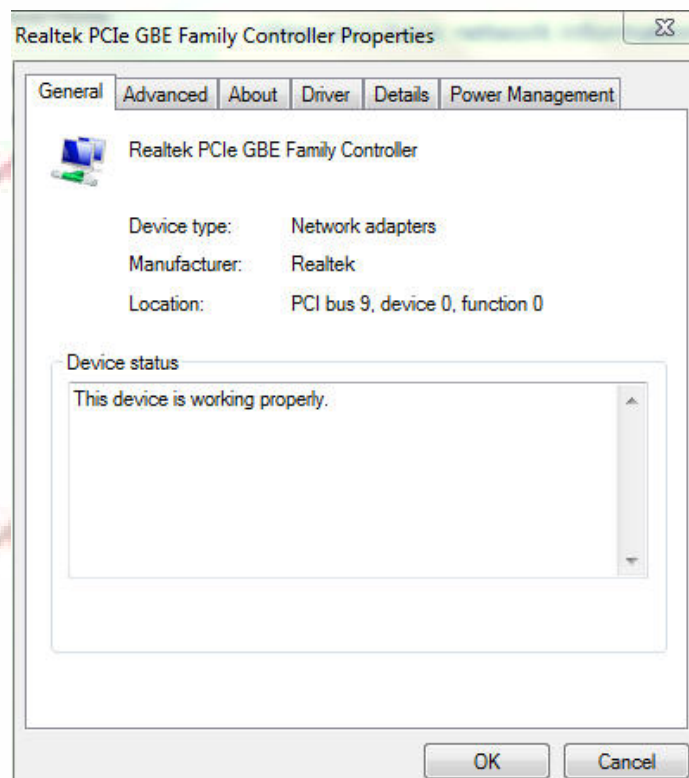 Realtek PCIe GBE Family Controller Properties
General Advanced About Driver Details Power Management
Realtek PCIe GBE Family Controller
Device type: Network adapters
Manufacturer: Realtek
Location: PCI bus 9, device 0, function 0
Device status
This device is working properly.
OK Cancel